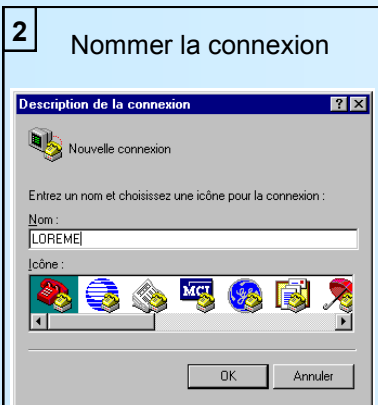 2
Nommer la connexion
Description de la connexion
Nouvelle connexion
Entrez un nom et choisissez une icône pour la connexion :
Nom :
LOREME
Icône :
MCI
OK Annuler